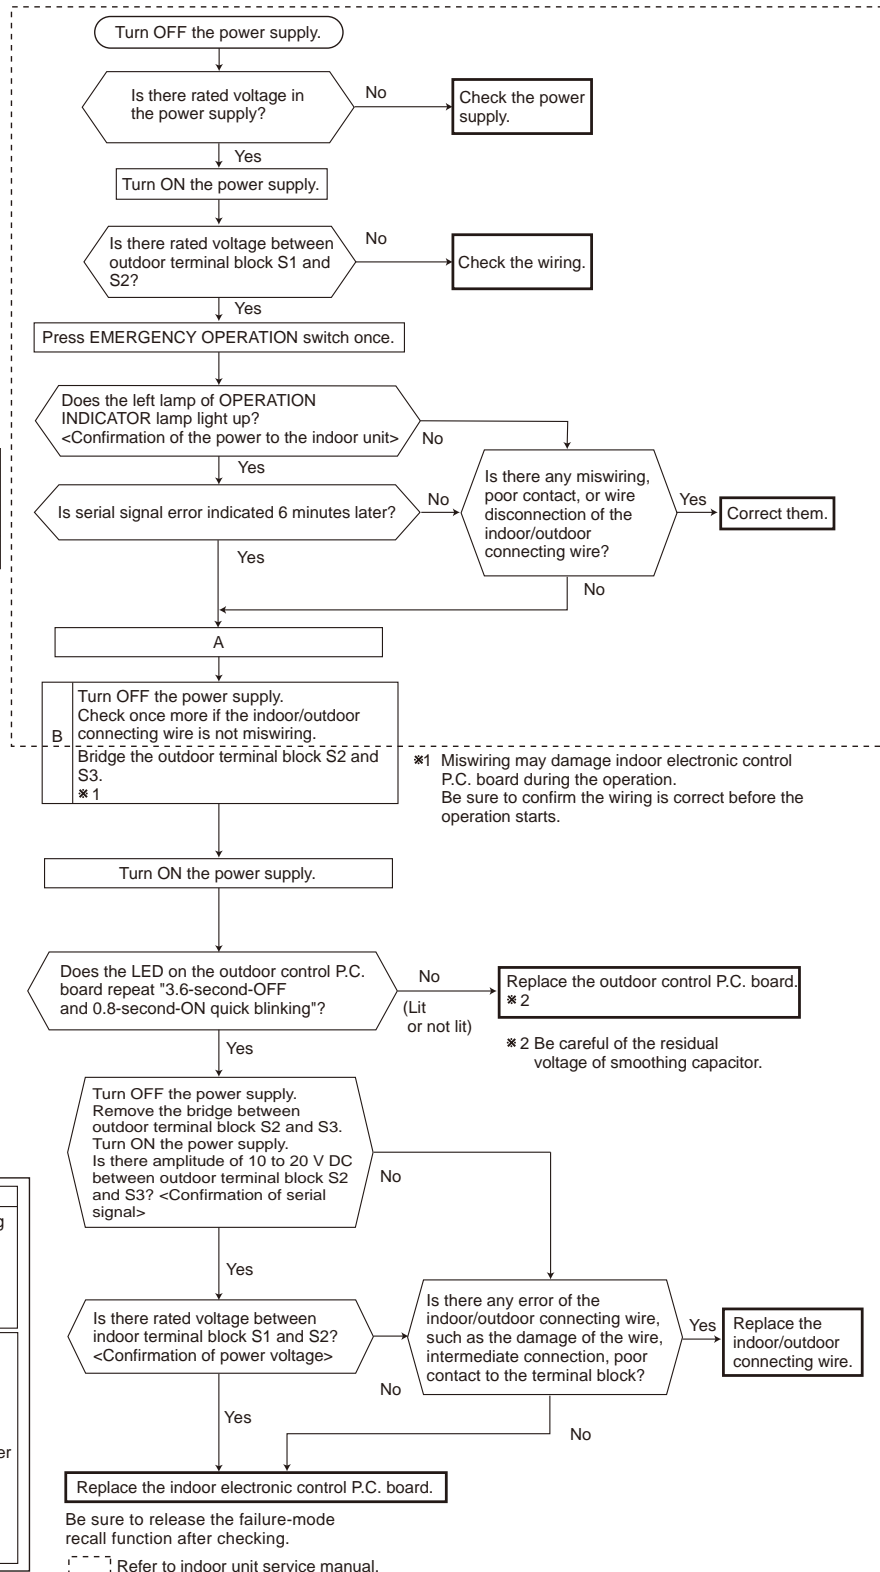 Turn OFF the power supply.
Is there rated voltage in
the power supply?
No
Check the power
supply.
Yes
Turn ON the power supply.
Is there rated voltage between
outdoor terminal block S1 and
S2?
No
Check the wiring.
Yes
Press EMERGENCY OPERATION switch once.
Does the left lamp of OPERATION
INDICATOR lamp light up?
<Confirmation of the power to the indoor unit>
No
Yes
Is serial signal error indicated 6 minutes later?
No
Is there any miswiring,
poor contact, or wire
disconnection of the
indoor/outdoor
connecting wire?
Yes
Correct them.
Yes
No
A
B
Turn OFF the power supply.
Check once more if the indoor/outdoor
connecting wire is not miswiring.
Bridge the outdoor terminal block S2 and
S3.
※1
※1 Miswiring may damage indoor electronic control
P.C. board during the operation.
Be sure to confirm the wiring is correct before the
operation starts.
Turn ON the power supply.
Does the LED on the outdoor control P.C.
board repeat "3.6-second-OFF
and 0.8-second-ON quick blinking"?
No
(Lit
or not lit)
Replace the outdoor control P.C. board.
※2
※2 Be careful of the residual
voltage of smoothing capacitor.
Yes
Turn OFF the power supply.
Remove the bridge between
outdoor terminal block S2 and S3.
Turn ON the power supply.
Is there amplitude of 10 to 20 V DC
between outdoor terminal block S2
and S3? <Confirmation of serial
signal>
No
Yes
Is there rated voltage between
indoor terminal block S1 and S2?
<Confirmation of power voltage>
No
Is there any error of the
indoor/outdoor connecting wire,
such as the damage of the wire,
intermediate connection, poor
contact to the terminal block?
Yes
Replace the
indoor/outdoor
connecting wire.
Yes
No
Replace the indoor electronic control P.C. board.
Be sure to release the failure-mode
recall function after checking.
Refer to indoor unit service manual.